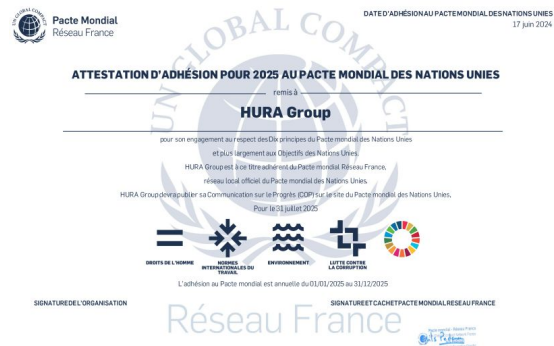 Pacte Mondial
Réseau France
DATE D'ADHÉSION AU PACTE MONDIAL DES NATIONS UNIES
17 juin 2024
UN GLOBAL COMPACT
ATTESTATION D'ADHÉSION POUR 2025 AU PACTE MONDIAL DES NATIONS UNIES
remis à
HURA Group
pour son engagement au respect des Dix principes du Pacte mondial des Nations Unies
et plus largement aux Objectifs des Nations Unies.
HURA Group est à ce titre adhérent du Pacte mondial Réseau France,
réseau local officiel du Pacte mondial des Nations Unies.
HURA Group devra publier sa Communication sur le Progrès (COP) sur le site du Pacte mondial des Nations Unies,
Pour le 31 juillet 2025
DROITS DE L'HOMME
NORMES
INTERNATIONALES DU
TRAVAIL
ENVIRONNEMENT
LUTTE CONTRE
LA CORRUPTION
L'adhésion au Pacte mondial est annuelle du 01/01/2025 au 31/12/2025
SIGNATURE DE L'ORGANISATION
SIGNATURE ET CACHET PACTE MONDIAL RESEAU FRANCE
Réseau France